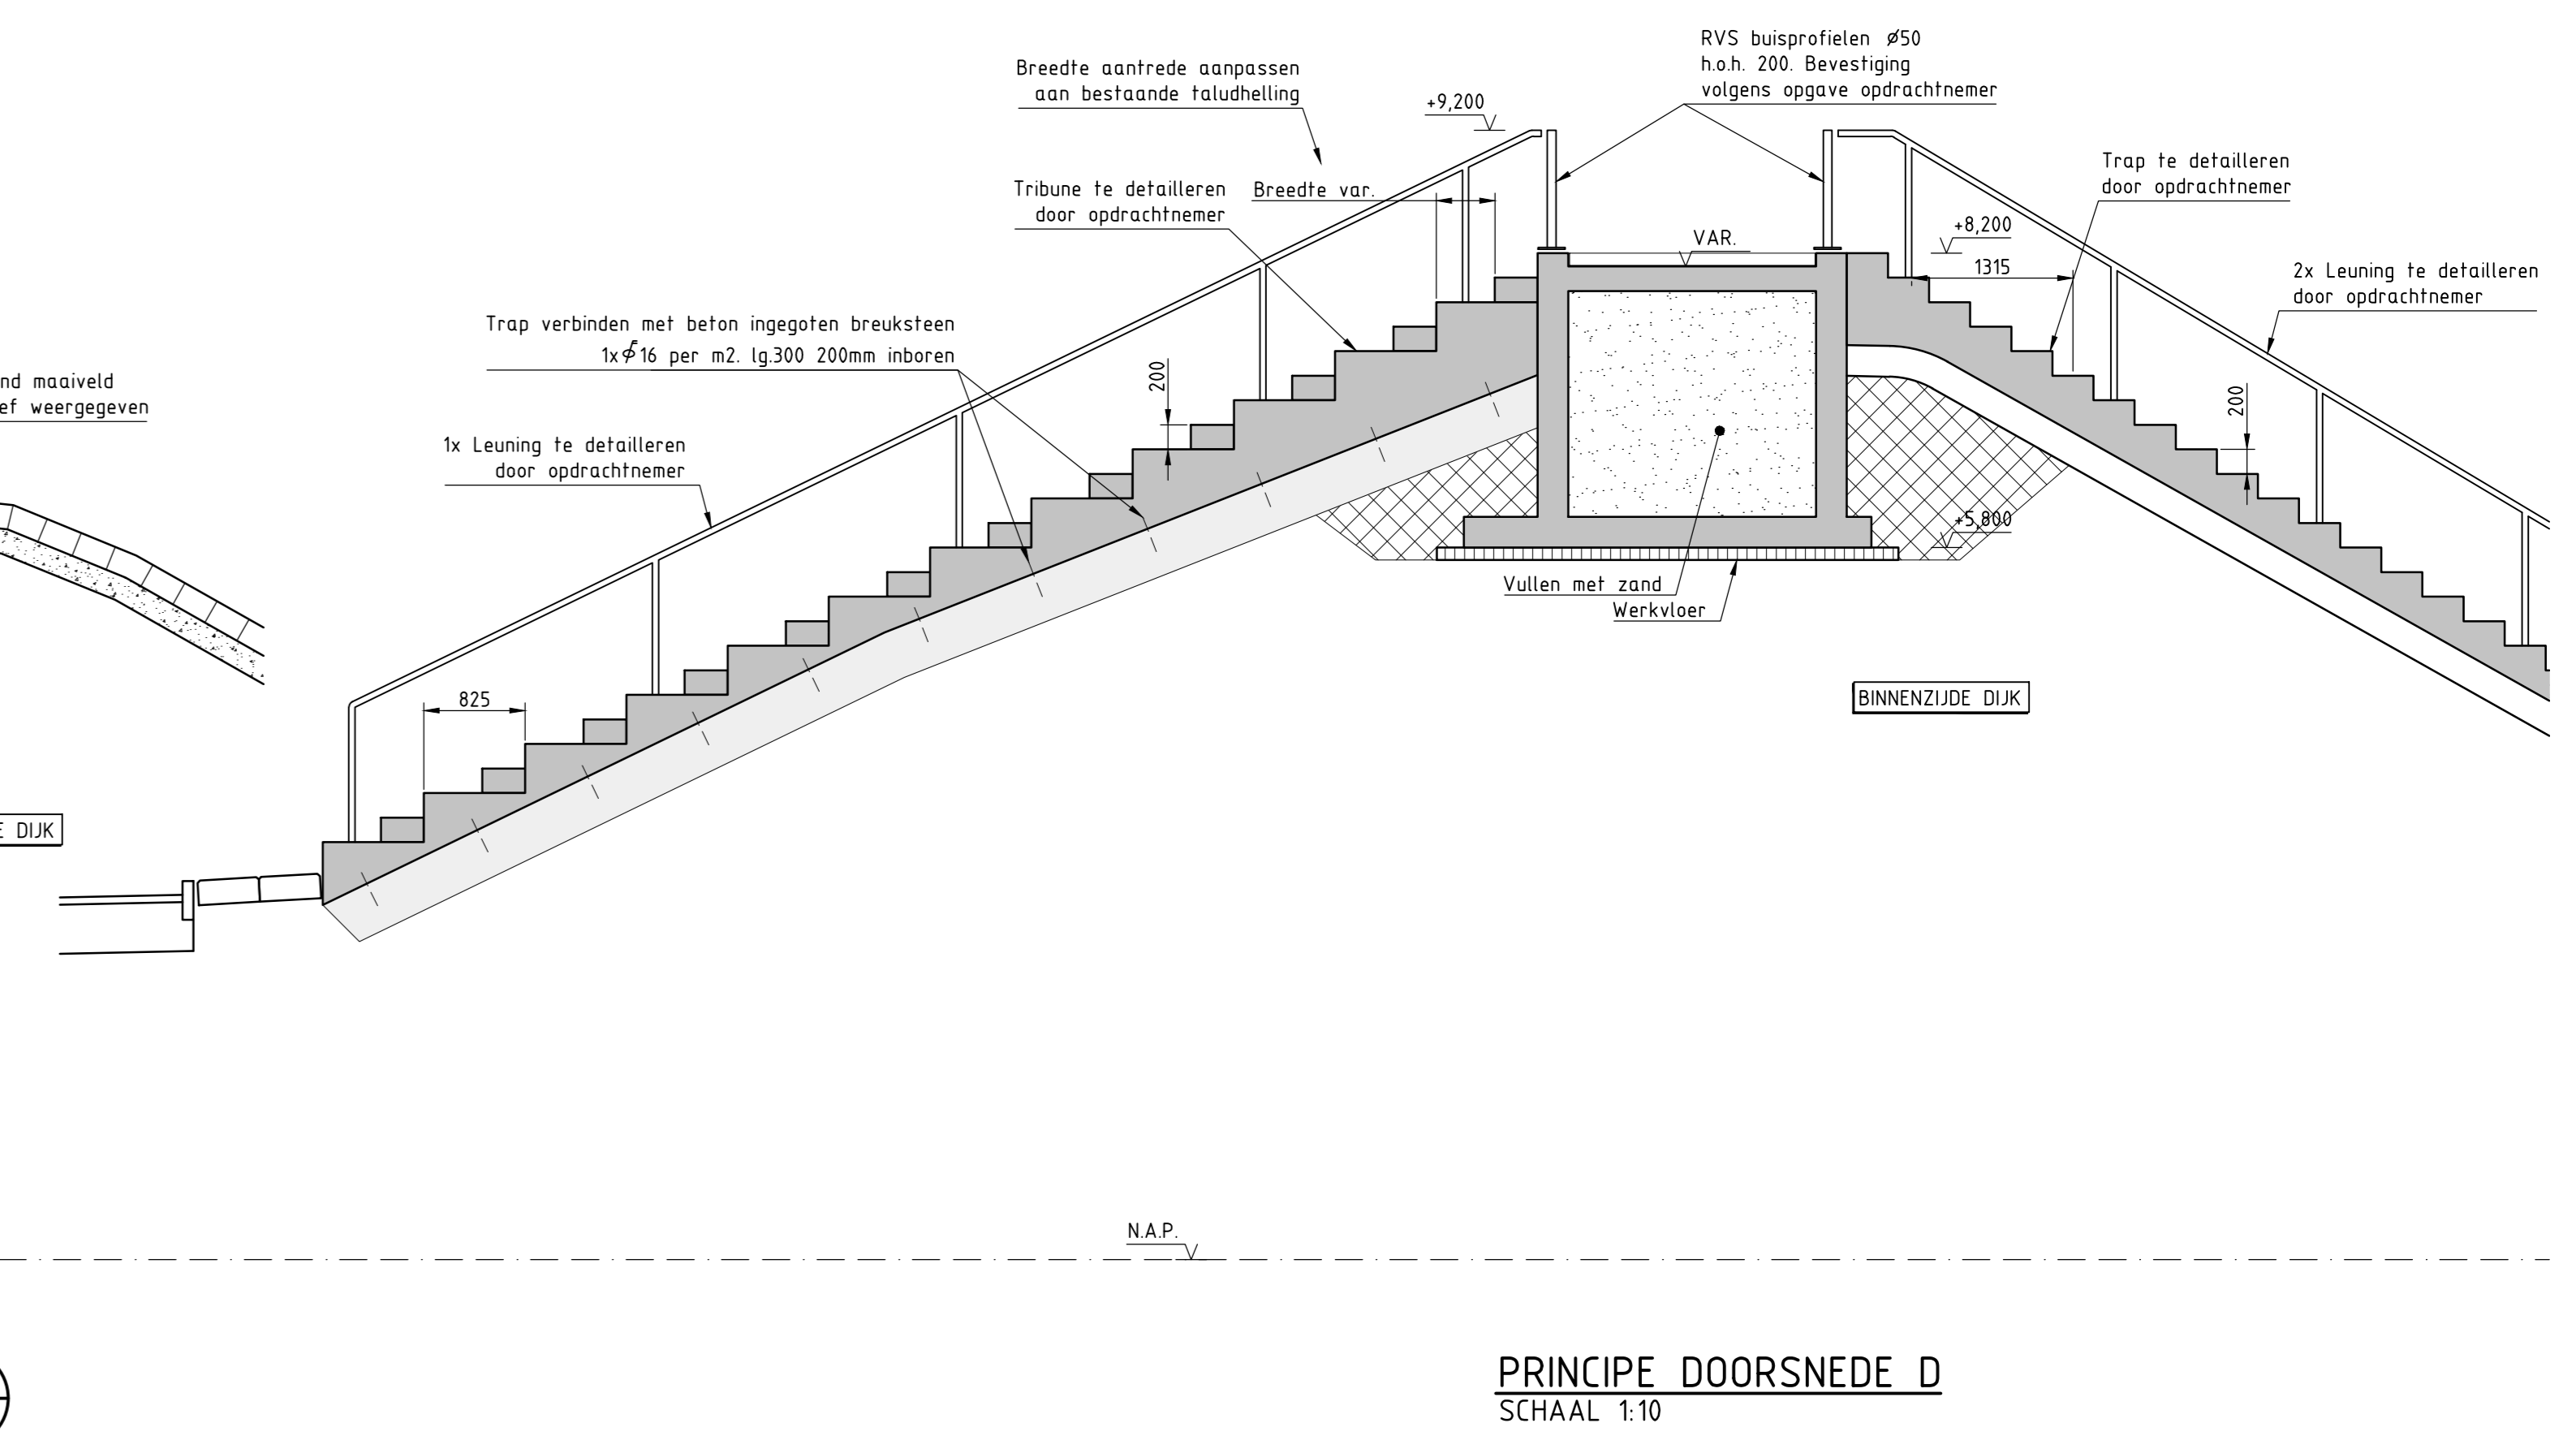 RVS buisprofielen ⌀50
h.o.h. 200. Bevestiging
volgens opgave opdrachtnemer
Breedte aantrede aanpassen
aan bestaande taludhelling
+9,200
Trap te detailleren
door opdrachtnemer
Tribune te detailleren
door opdrachtnemer
Breedte var.
+8,200
VAR.
1315
2x Leuning te detailleren
door opdrachtnemer
Trap verbinden met beton ingegoten breuksteen
1x⌀16 per m2. lg.300 200mm inboren
200
nd maaiveld
ef weergegeven
200
1x Leuning te detailleren
door opdrachtnemer
+5,800
Vullen met zand
Werkvloer
825
BINNENZIJDE DIJK
E DIJK
N.A.P.
PRINCIPE DOORSNEDE D
SCHAAL 1:10